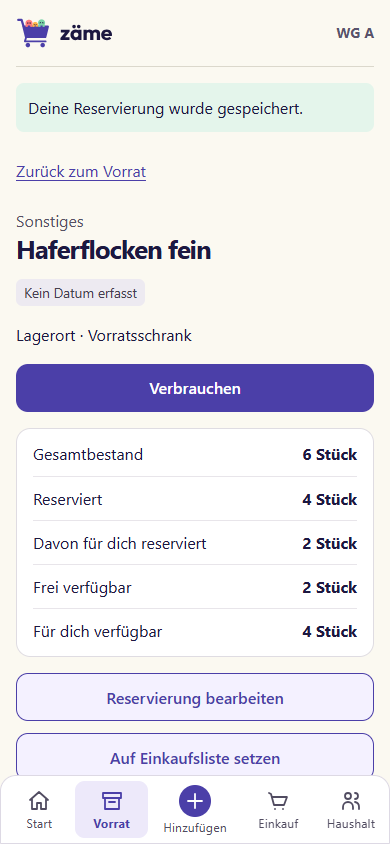 zäme
WG A
Deine Reservierung wurde gespeichert.
Zurück zum Vorrat
Sonstiges
Haferflocken fein
Kein Datum erfasst
Lagerort · Vorratsschrank
Verbrauchen
Gesamtbestand 6 Stück
Reserviert 4 Stück
Davon für dich reserviert 2 Stück
Frei verfügbar 2 Stück
Für dich verfügbar 4 Stück
Reservierung bearbeiten
Auf Einkaufsliste setzen
Start Vorrat Hinzufügen Einkauf Haushalt